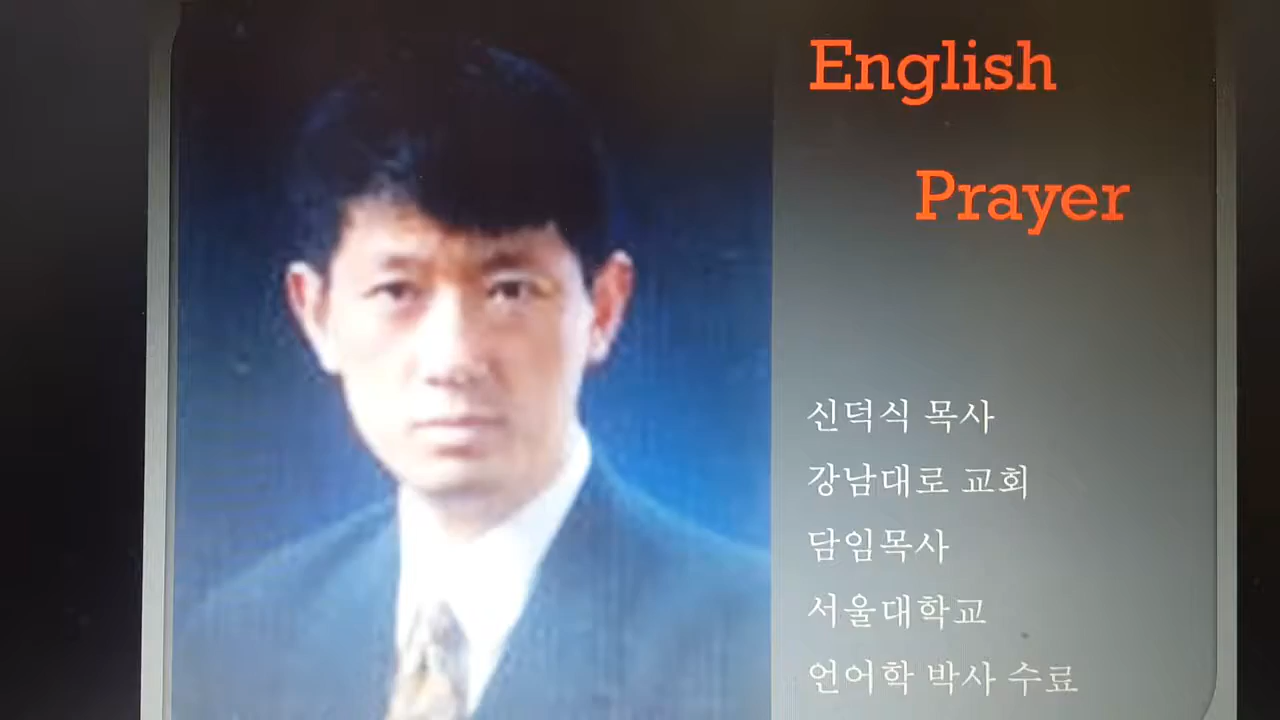 English
Prayer
신덕식 목사
강남대로 교회
담임목사
서울대학교
언어학 박사 수료